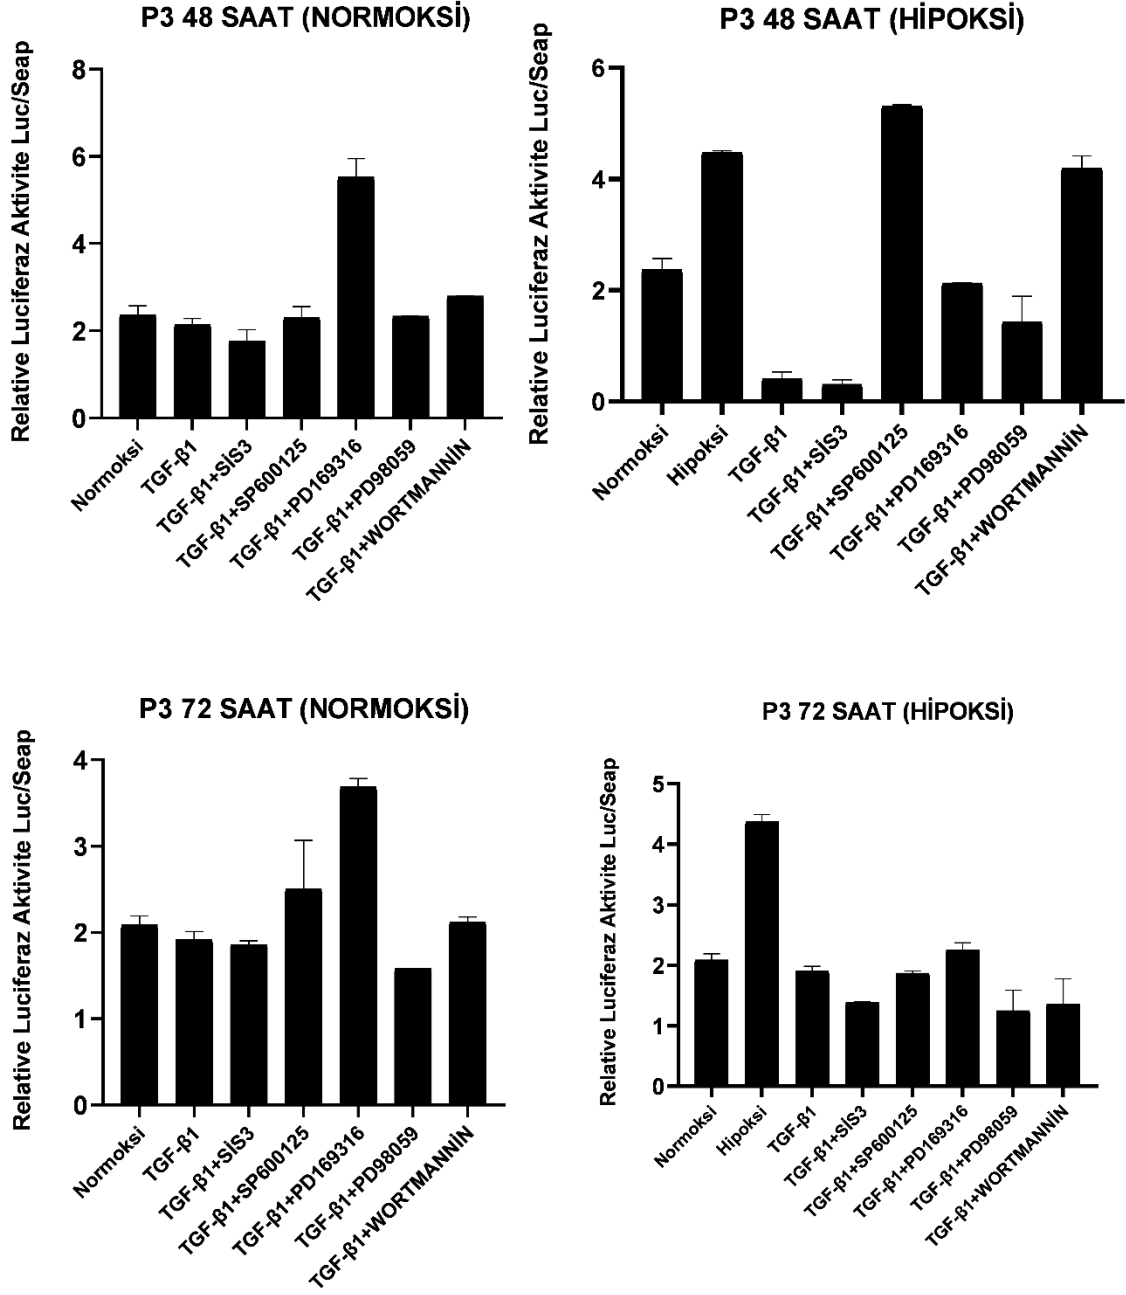 P3 48 SAAT (NORMOKSİ)
Relative Luciferaz Aktivite Luc/Seap
8
6
4
2
0
Normoksi
TGF-β1
TGF-β1+SİS3
TGF-β1+SP600125
TGF-β1+PD169316
TGF-β1+PD98059
TGF-β1+WORTMANNİN
P3 48 SAAT (HİPOKSİ)
Relative Luciferaz Aktivite Luc/Seap
6
4
2
0
Normoksi
Hipoksi
TGF-β1
TGF-β1+SİS3
TGF-β1+SP600125
TGF-β1+PD169316
TGF-β1+PD98059
TGF-β1+WORTMANNİN
P3 72 SAAT (NORMOKSİ)
Relative Luciferaz Aktivite Luc/Seap
4
3
2
1
0
Normoksi
TGF-β1
TGF-β1+SİS3
TGF-β1+SP600125
TGF-β1+PD169316
TGF-β1+PD98059
TGF-β1+WORTMANNİN
P3 72 SAAT (HİPOKSİ)
Relative Luciferaz Aktivite Luc/Seap
5
4
3
2
1
0
Normoksi
Hipoksi
TGF-β1
TGF-β1+SİS3
TGF-β1+SP600125
TGF-β1+PD169316
TGF-β1+PD98059
TGF-β1+WORTMANNİN